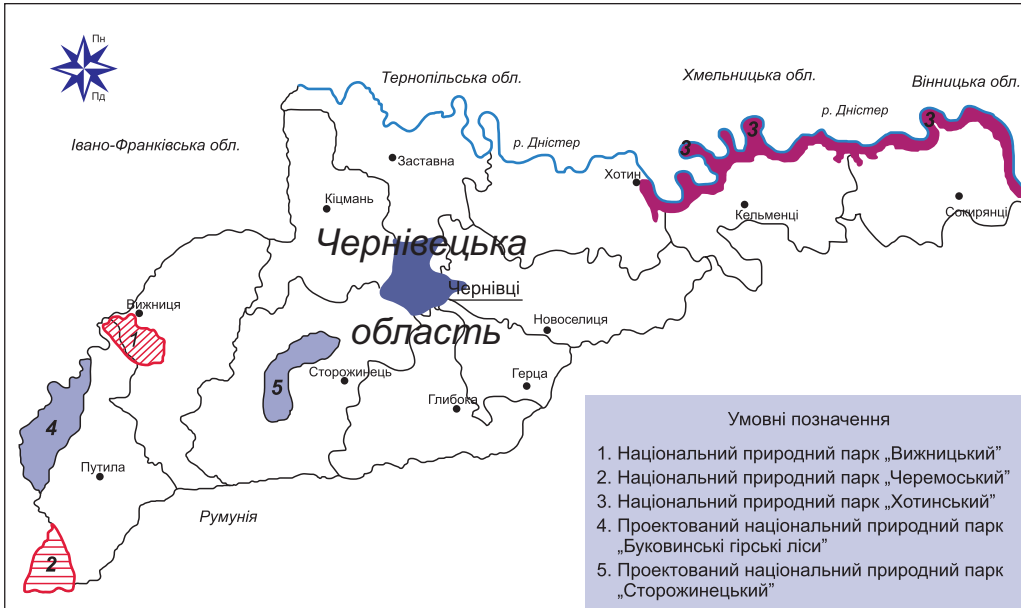 Пн
Пд
Тернопільська обл.
Хмельницька обл.
Вінницька обл.
Івано-Франківська обл.
р. Дністер
р. Дністер
3
3
3
Заставна
Хотин
Кіцмань
Кельменці
Сокирянці
Чернівецька
область
Чернівці
Вижниця
1
Новоселиця
Сторожинець
5
Герца
Глибока
4
Путила
Румунія
2
Умовні позначення
1. Національний природний парк „Вижницький”
2. Національний природний парк „Черемоський”
3. Національний природний парк „Хотинський”
4. Проектований національний природний парк
„Буковинські гірські ліси”
5. Проектований національний природний парк
„Сторожинецький”